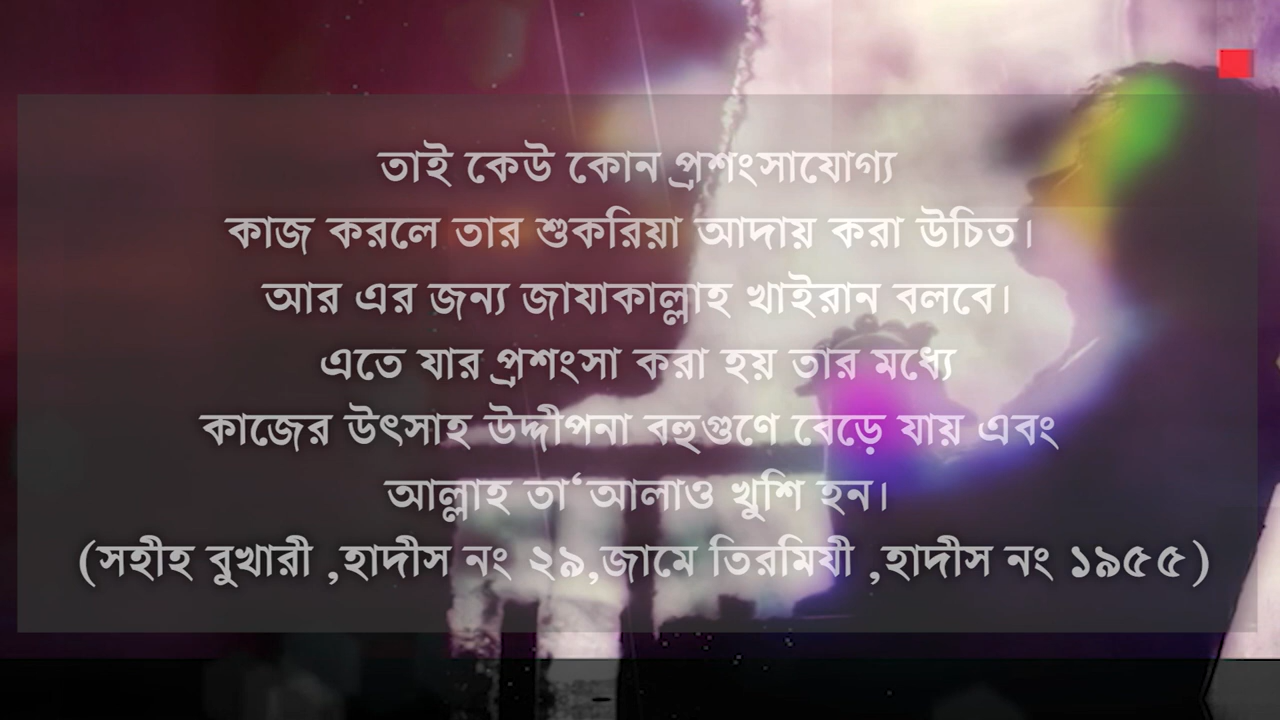 তাই কেউ কোন প্রশংসাযোগ্য
কাজ করলে তার শুকরিয়া আদায় করা উচিত।
আর এর জন্য জাযাকাল্লাহ খাইরান বলবে।
এতে যার প্রশংসা করা হয় তার মধ্যে
কাজের উৎসাহ উদ্দীপনা বহুগুণে বেড়ে যায় এবং
আল্লাহ তা‘আলাও খুশি হন।
(সহীহ বুখারী ,হাদীস নং ২৯,জামে তিরমিযী ,হাদীস নং ১৯৫৫)